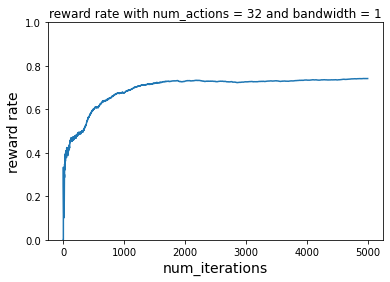 reward rate with num_actions = 32 and bandwidth = 1
1.0
0.8
0.6
0.4
0.2
0.0
reward rate
0 1000 2000 3000 4000 5000
num_iterations